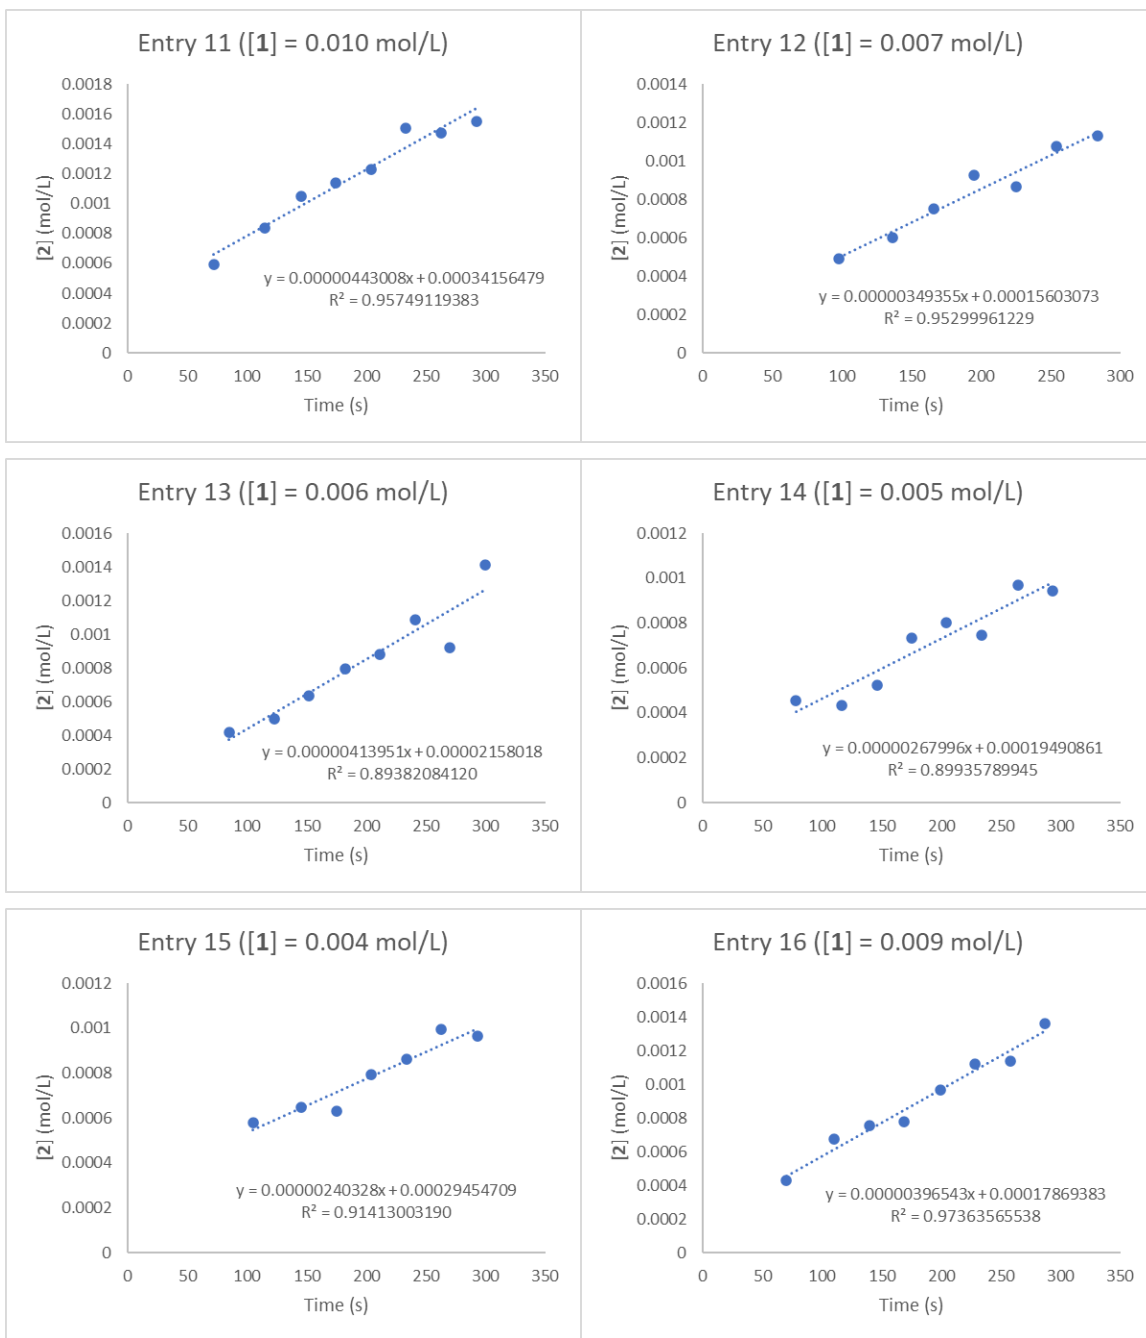 Entry 11 ([1] = 0.010 mol/L)
0.0018
0.0016
0.0014
0.0012
0.001
0.0008
0.0006
0.0004
0.0002
0
[2] (mol/L)
y = 0.00000443008x + 0.00034156479
R² = 0.95749119383
0 50 100 150 200 250 300 350
Time (s)
Entry 12 ([1] = 0.007 mol/L)
0.0014
0.0012
0.001
0.0008
0.0006
0.0004
0.0002
0
[2] (mol/L)
y = 0.00000349355x + 0.00015603073
R² = 0.95299961229
0 50 100 150 200 250 300
Time (s)
Entry 13 ([1] = 0.006 mol/L)
0.0016
0.0014
0.0012
0.001
0.0008
0.0006
0.0004
0.0002
0
[2] (mol/L)
y = 0.00000413951x + 0.00002158018
R² = 0.89382084120
0 50 100 150 200 250 300 350
Time (s)
Entry 14 ([1] = 0.005 mol/L)
0.0012
0.001
0.0008
0.0006
0.0004
0.0002
0
[2] (mol/L)
y = 0.00000267996x + 0.00019490861
R² = 0.89935789945
0 50 100 150 200 250 300 350
Time (s)
Entry 15 ([1] = 0.004 mol/L)
0.0012
0.001
0.0008
0.0006
0.0004
0.0002
0
[2] (mol/L)
y = 0.00000240328x + 0.00029454709
R² = 0.91413003190
0 50 100 150 200 250 300 350
Time (s)
Entry 16 ([1] = 0.009 mol/L)
0.0016
0.0014
0.0012
0.001
0.0008
0.0006
0.0004
0.0002
0
[2] (mol/L)
y = 0.00000396543x + 0.00017869383
R² = 0.97363565538
0 50 100 150 200 250 300 350
Time (s)